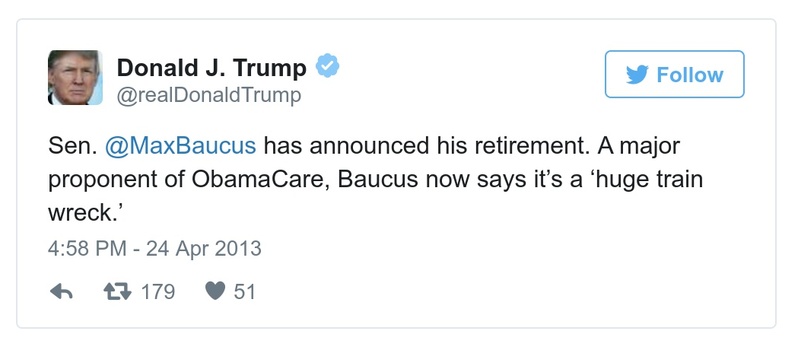 Donald J. Trump
@realDonaldTrump
Follow
Sen. @MaxBaucus has announced his retirement. A major
proponent of ObamaCare, Baucus now says it’s a ‘huge train
wreck.’
4:58 PM - 24 Apr 2013
179 51